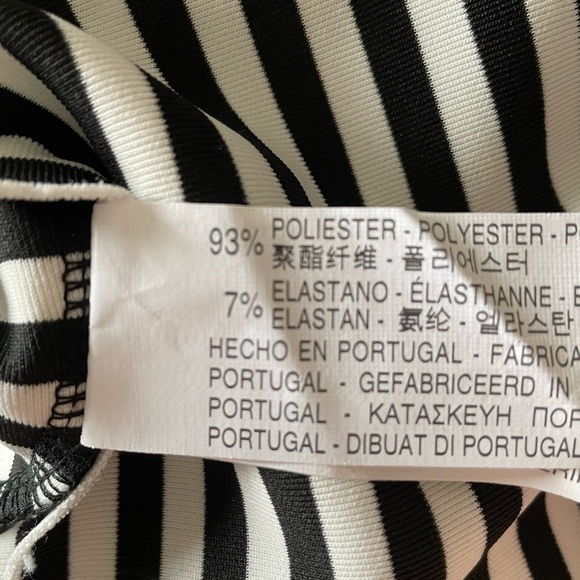 93% POLIESTER - POLYESTER - P
聚酯纤维 - 폴리에스터
7% ELASTANO - ÉLASTHANNE -
ELASTAN - 氨纶 - 엘라스탄
HECHO EN PORTUGAL - FABRICA
PORTUGAL - GEFABRICEERD IN
PORTUGAL - ΚΑΤΑΣΚΕΥΗ ΠΟΡ
PORTUGAL - DIBUAT DI PORTUGAL